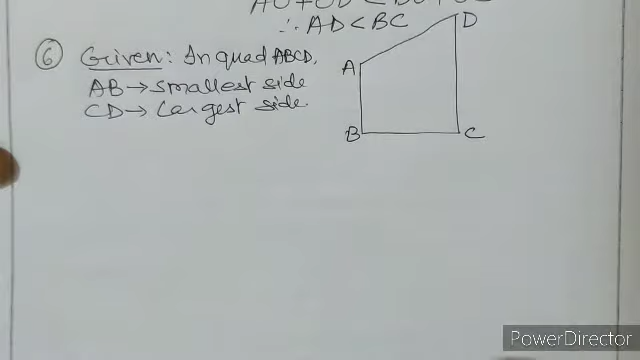 ∴ AD < BC
⑥ Given: In quad ABCD,
AB → smallest side
CD → largest side.
D
A
B
C
PowerDirector